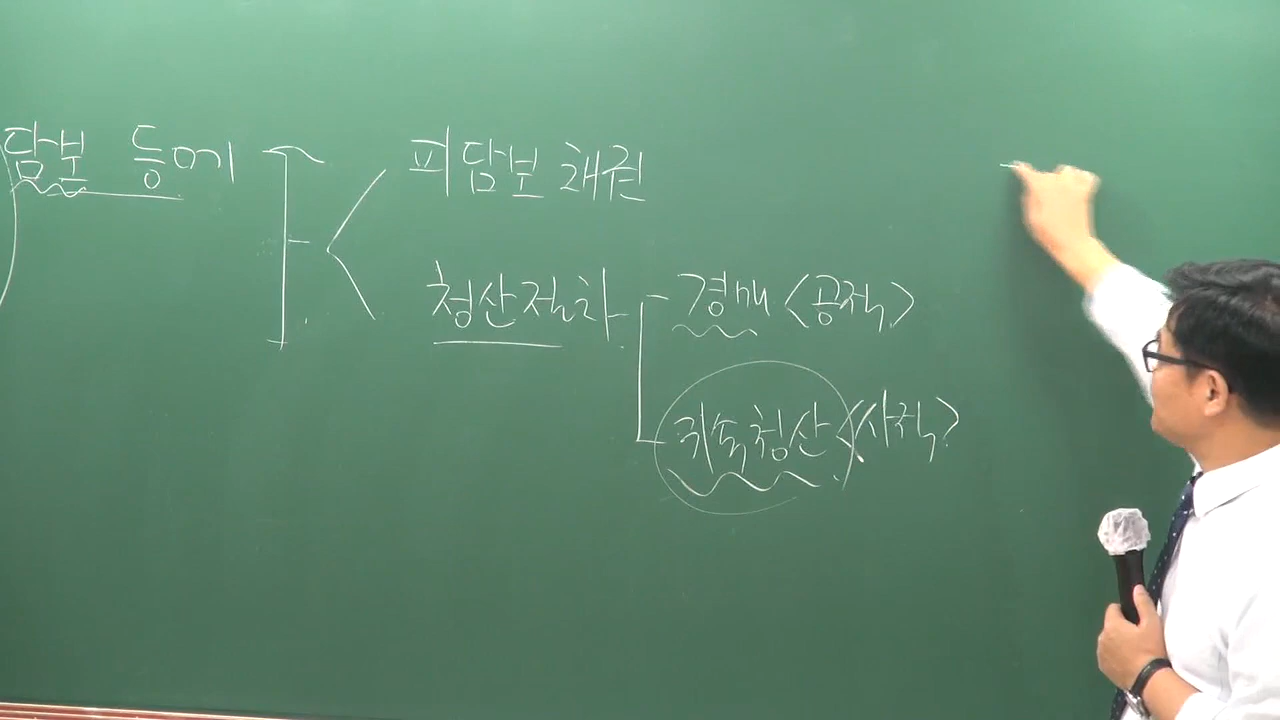 담보 등에
피담보 채권
청산절차
경매 <공적>
귀속청산 <사적>